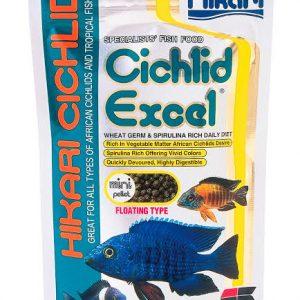 Hikari
SPECIALISTS' FISH FOOD
Cichlid
Excel
WHEAT GERM & SPIRULINA RICH DAILY DIET
Rich In Vegetable Matter African Cichlids Desire
Spirulina Rich Offering Vivid Colors
Quickly Devoured, Highly Digestible
mini
pellet
FLOATING TYPE
HIKARI CICHLID
GREAT FOR ALL TYPES OF AFRICAN CICHLIDS AND TROPICAL FISH